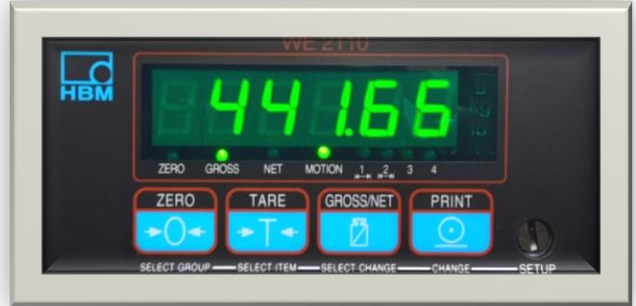 WE 2110
HBM
441.66
ZERO GROSS NET MOTION 1 2 3 4
ZERO TARE GROSS/NET PRINT
SELECT GROUP SELECT ITEM SELECT CHANGE CHANGE SETUP